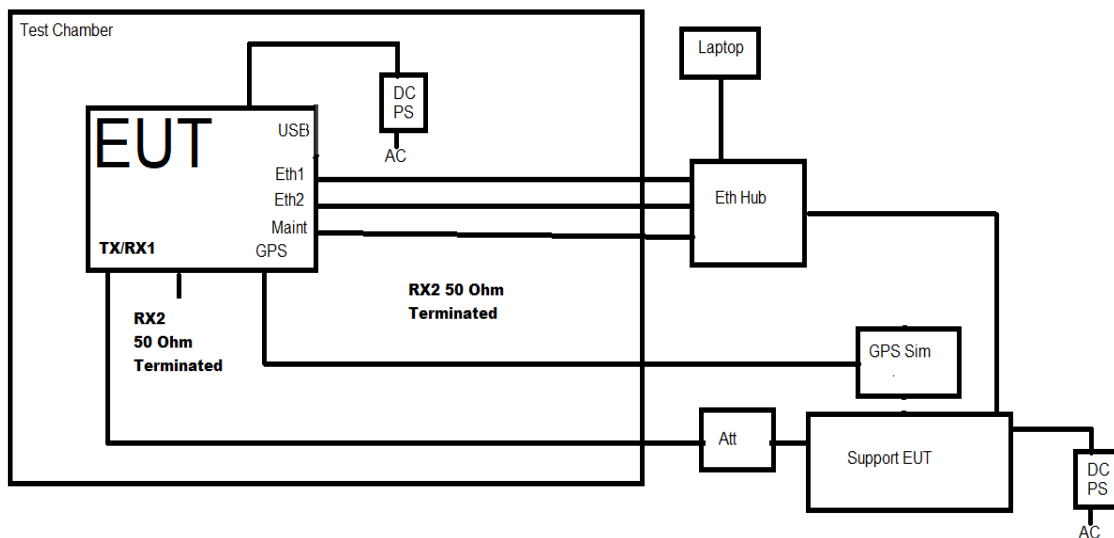 Test Chamber
Laptop
DC
PS
AC
EUT
USB
Eth1
Eth2
Maint
TX/RX1
GPS
Eth Hub
RX2 50 Ohm
Terminated
RX2
50 Ohm
Terminated
GPS Sim
Att
Support EUT
DC
PS
AC